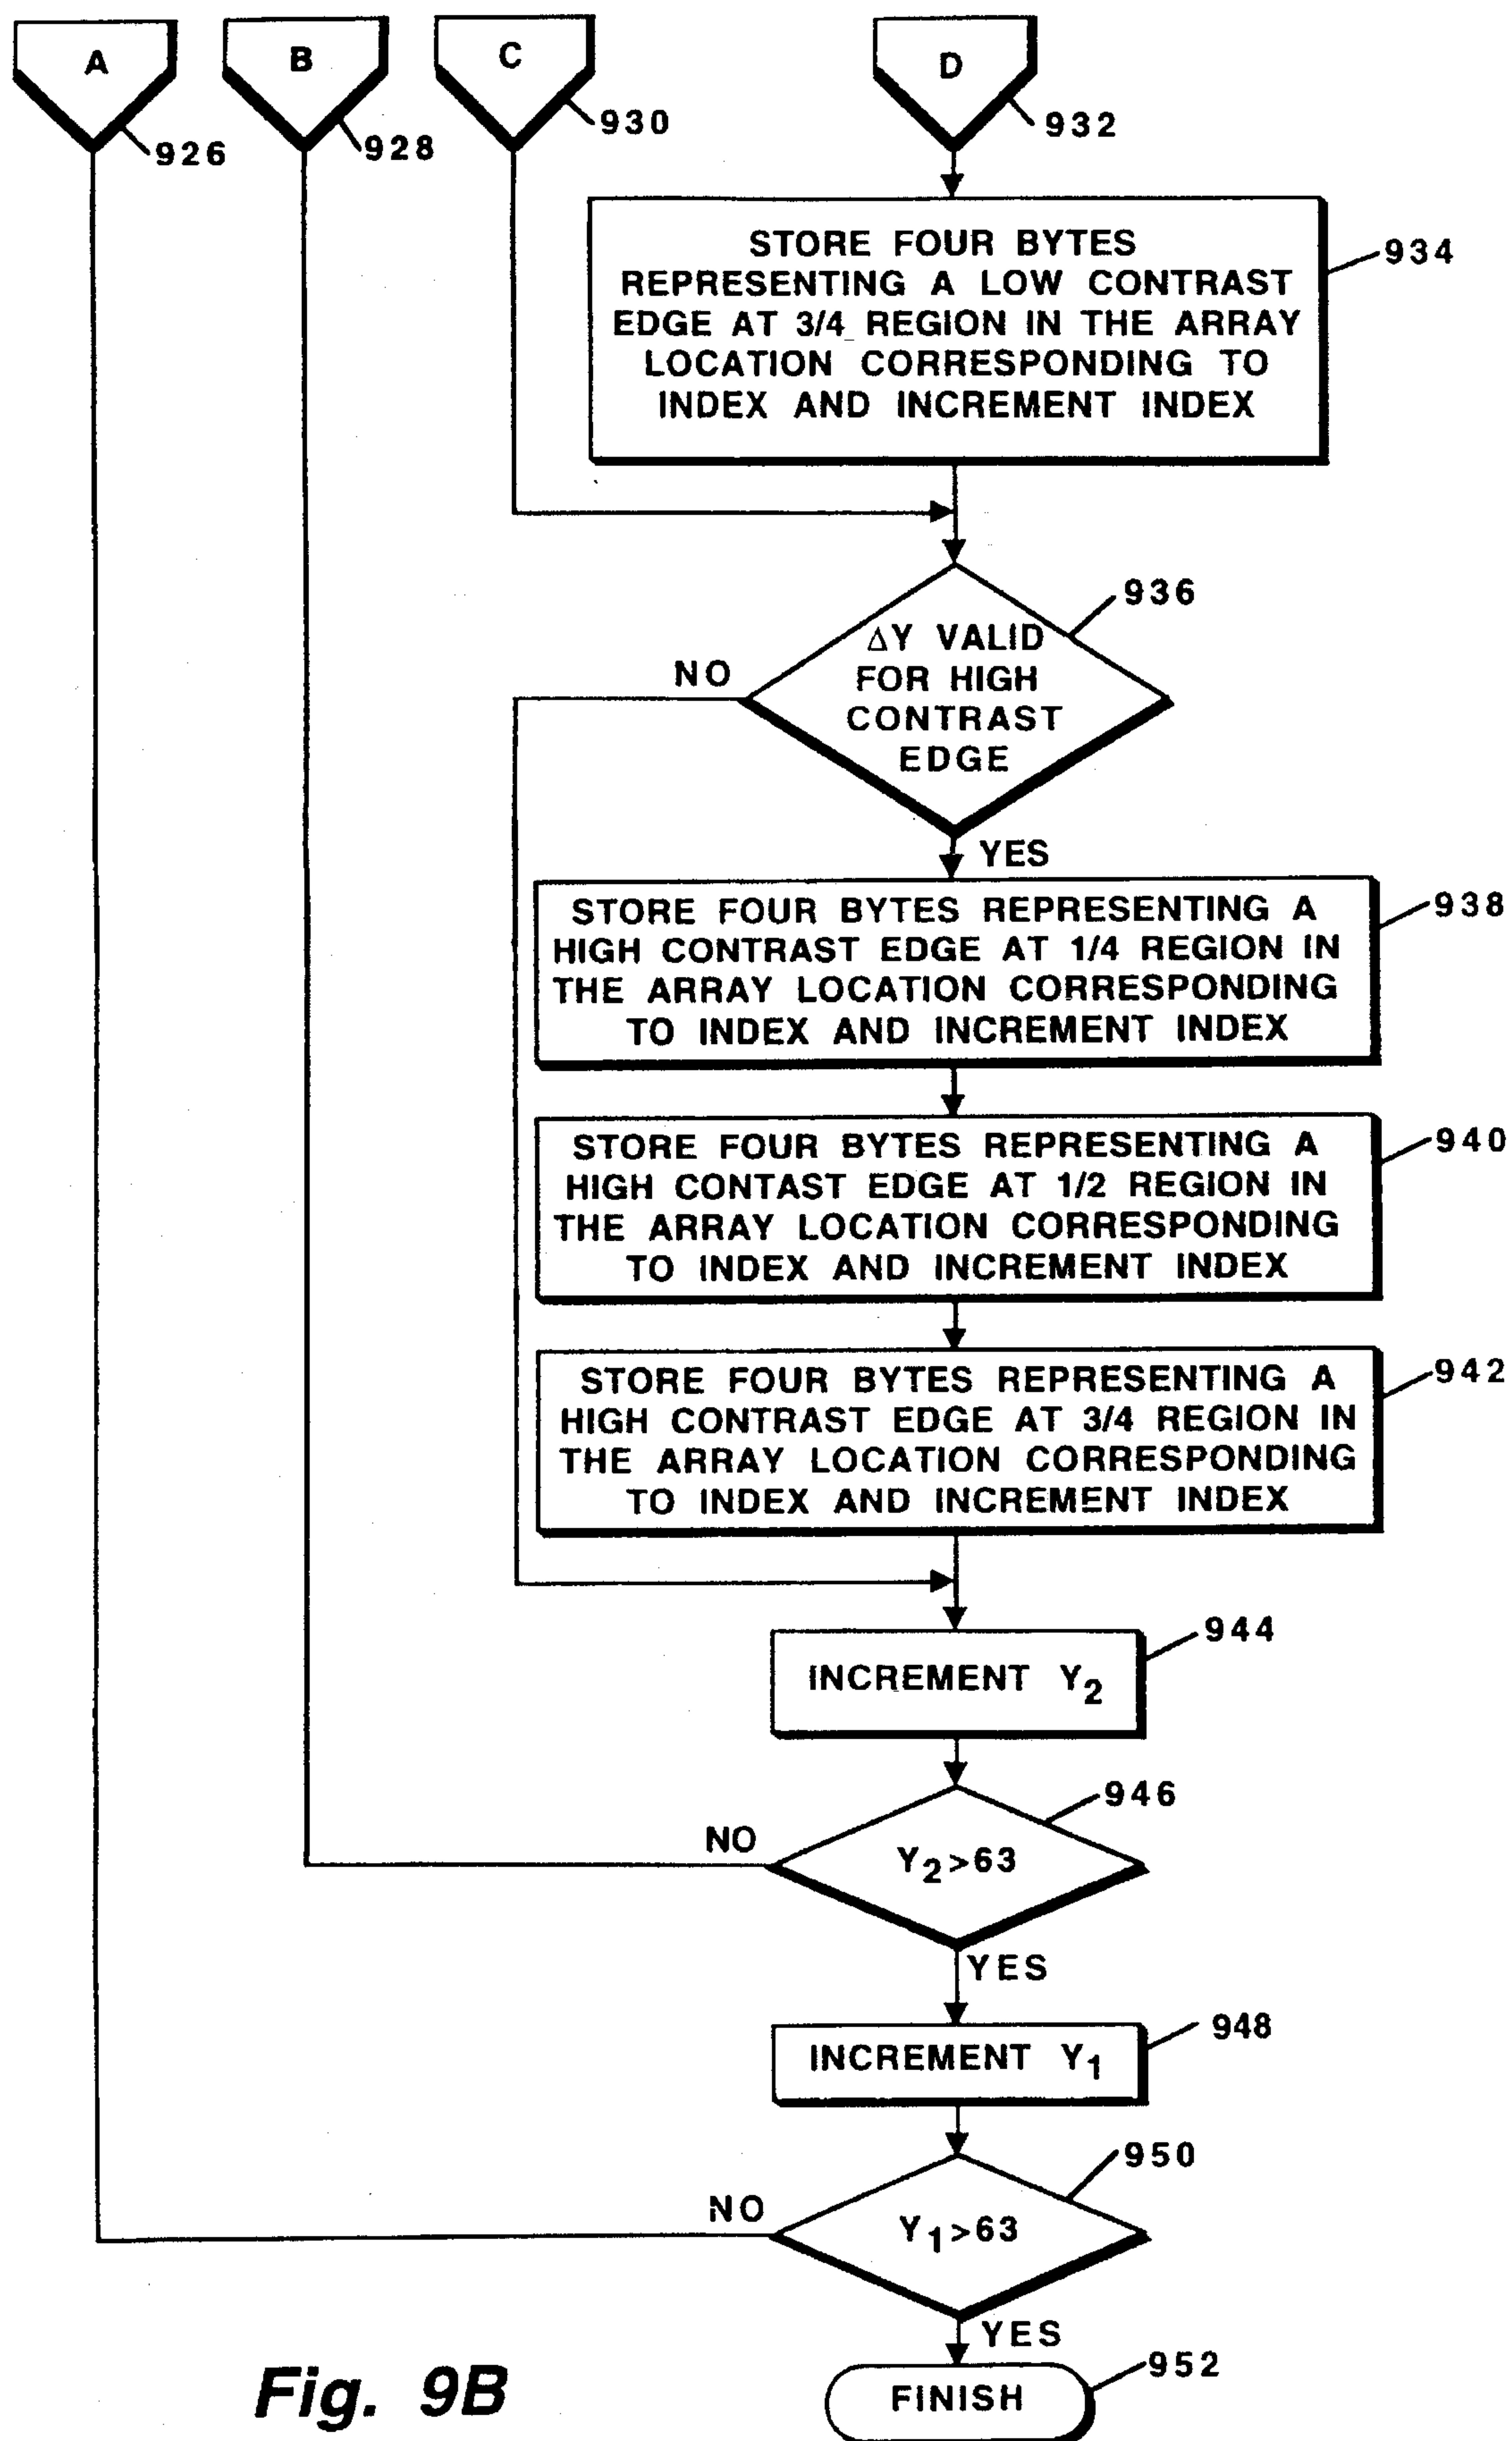 A
B
C
D
926
928
930
932
STORE FOUR BYTES
REPRESENTING A LOW CONTRAST
EDGE AT 3/4 REGION IN THE ARRAY
LOCATION CORRESPONDING TO
INDEX AND INCREMENT INDEX
934
936
ΔY VALID
FOR HIGH
CONTRAST
EDGE
NO
YES
STORE FOUR BYTES REPRESENTING A
HIGH CONTRAST EDGE AT 1/4 REGION IN
THE ARRAY LOCATION CORRESPONDING
TO INDEX AND INCREMENT INDEX
938
STORE FOUR BYTES REPRESENTING A
HIGH CONTAST EDGE AT 1/2 REGION IN
THE ARRAY LOCATION CORRESPONDING
TO INDEX AND INCREMENT INDEX
940
STORE FOUR BYTES REPRESENTING A
HIGH CONTRAST EDGE AT 3/4 REGION IN
THE ARRAY LOCATION CORRESPONDING
TO INDEX AND INCREMENT INDEX
942
INCREMENT Y₂
944
946
NO
Y₂>63
YES
INCREMENT Y₁
948
950
NO
Y₁>63
YES
FINISH
952
Fig. 9B